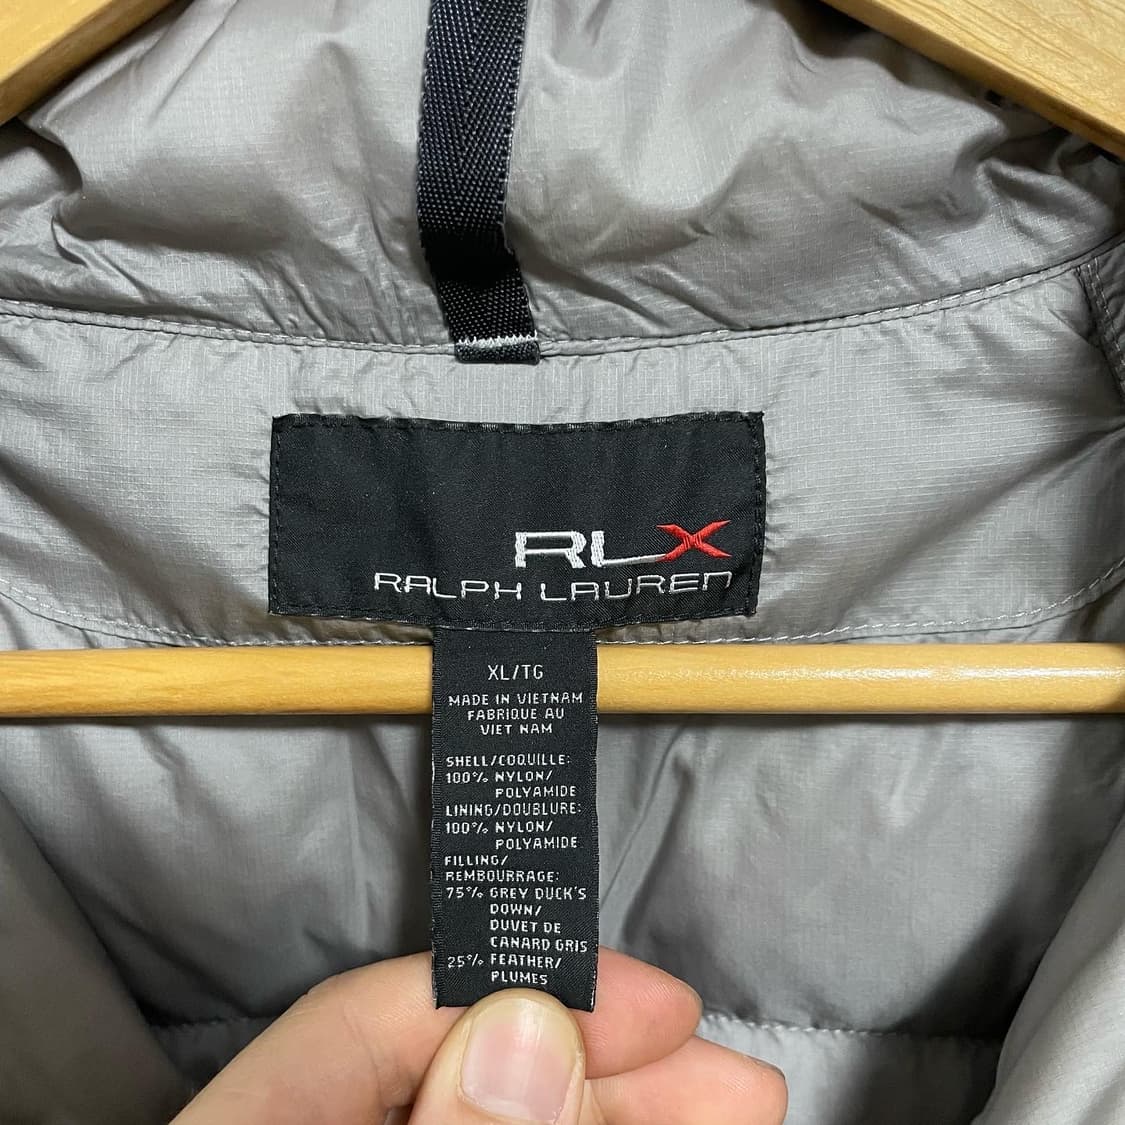 RLX
RALPH LAUREN
XL/TG
MADE IN VIETNAM
FABRIQUE AU
VIET NAM
SHELL/COQUILLE:
100% NYLON/
POLYAMIDE
LINING/DOUBLURE:
100% NYLON/
POLYAMIDE
FILLING/
REMBOURRAGE:
75% GREY DUCK'S
DOWN/
DUVET DE
CANARD GRIS
25% FEATHER/
PLUMES